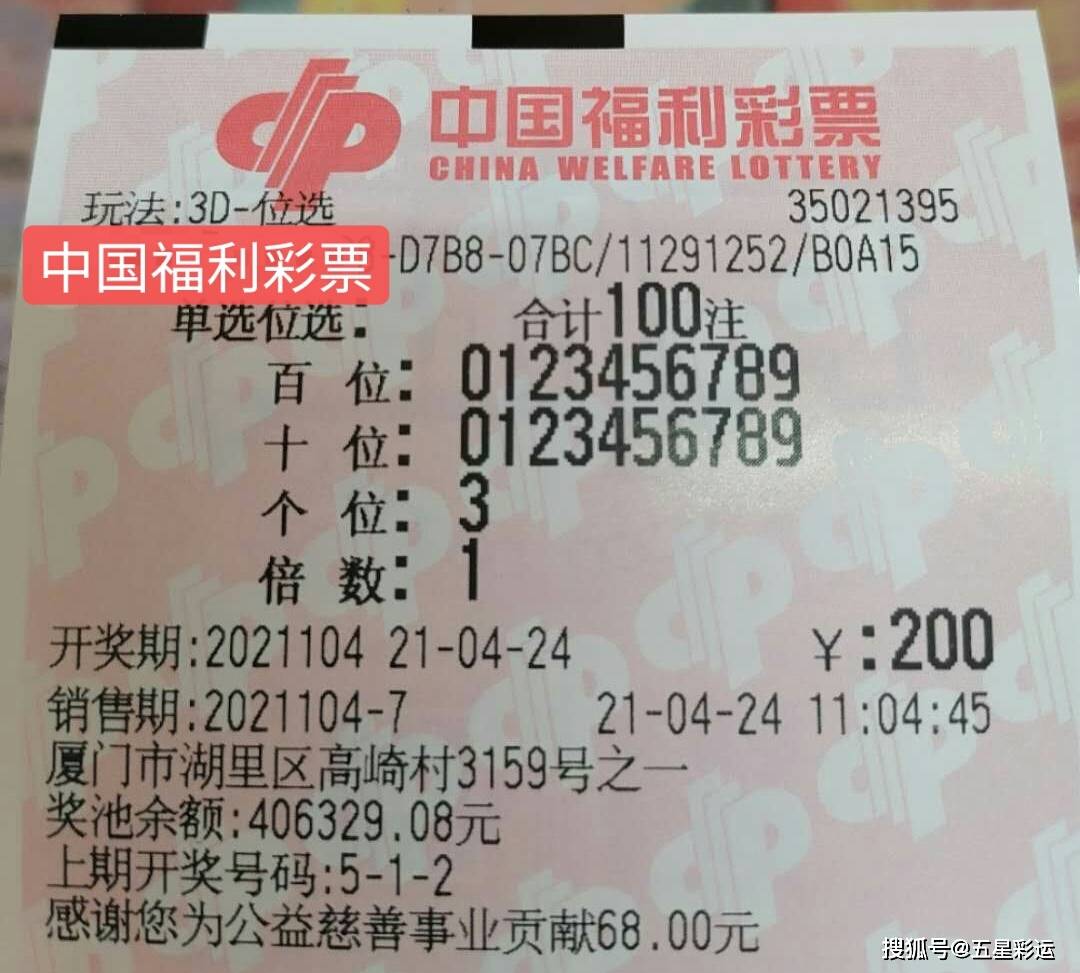 中国福利彩票
CHINA WELFARE LOTTERY
玩法:3D-位选 35021395
中国福利彩票
-D7B8-07BC/11291252/B0A15
单选位选: 合计100注
百位: 0123456789
十位: 0123456789
个位: 3
倍数: 1
开奖期:2021104 21-04-24 ¥:200
销售期:2021104-7 21-04-24 11:04:45
厦门市湖里区高崎村3159号之一
奖池余额:406329.08元
上期开奖号码:5-1-2
感谢您为公益慈善事业贡献68.00元
搜狐号@五星彩运